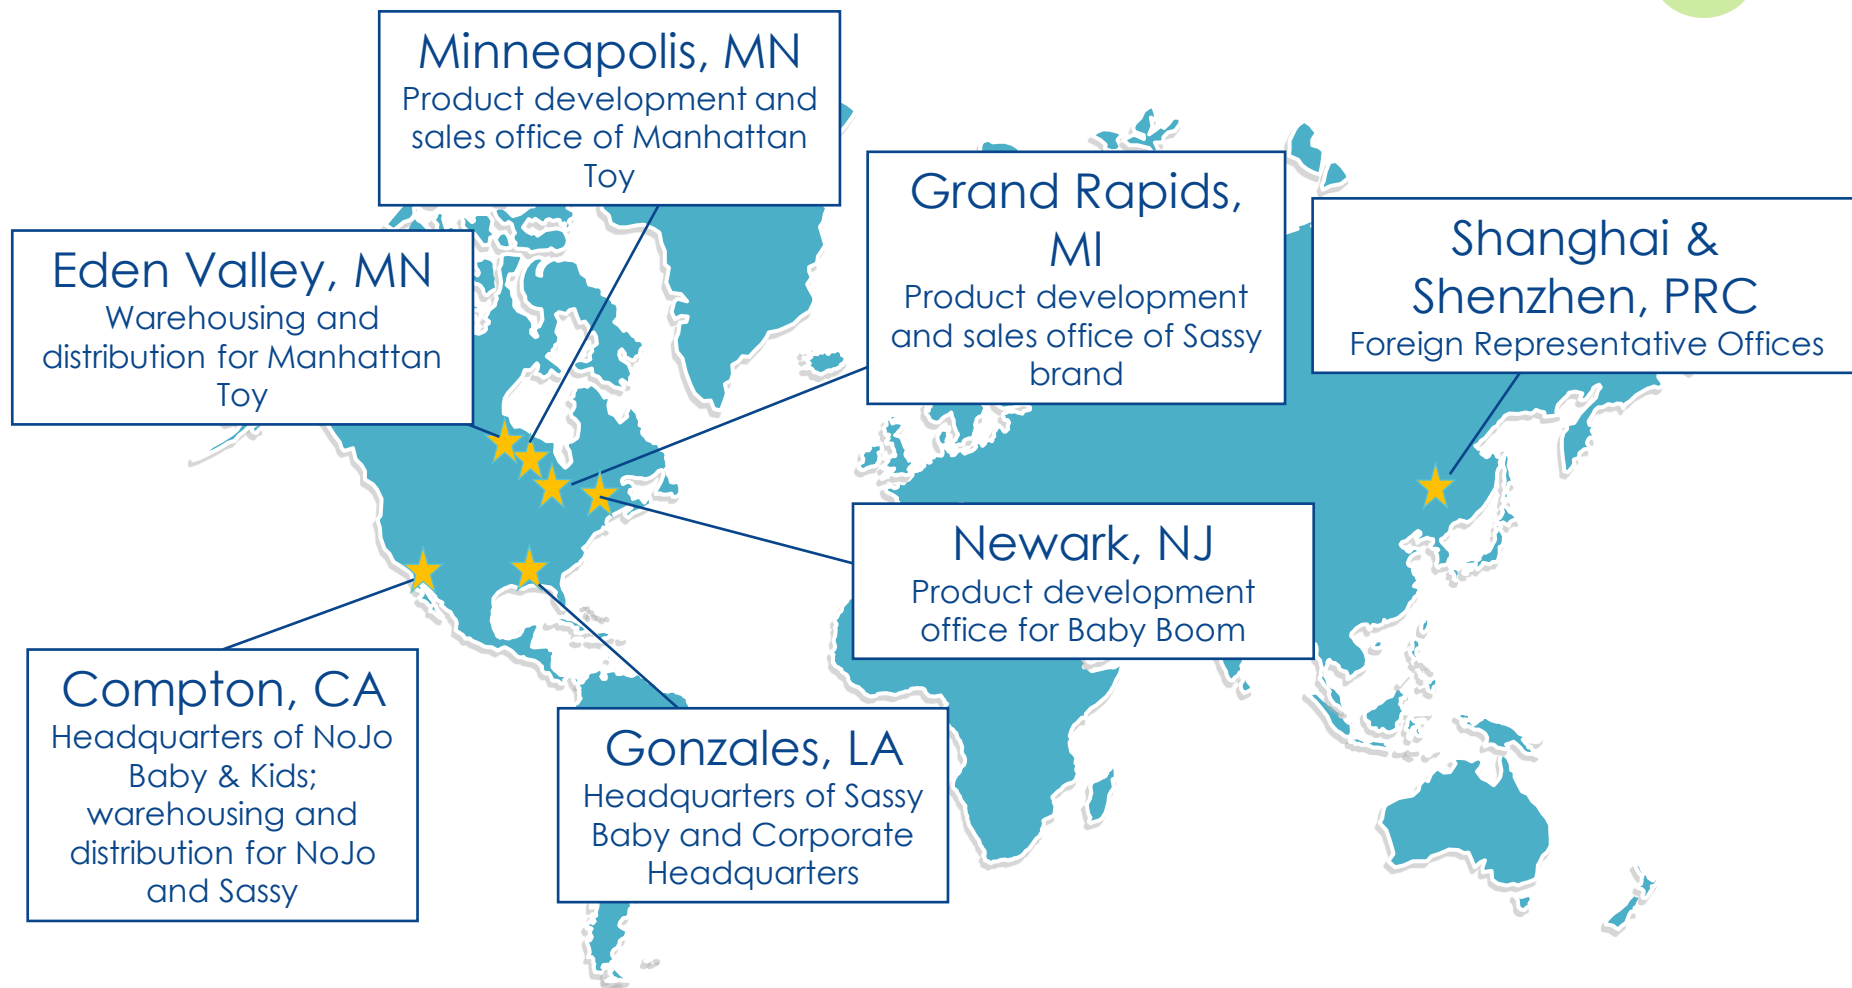 Minneapolis, MN
Product development and
sales office of Manhattan
Toy
Grand Rapids,
MI
Product development
and sales office of Sassy
brand
Shanghai &
Shenzhen, PRC
Foreign Representative Offices
Eden Valley, MN
Warehousing and
distribution for Manhattan
Toy
Newark, NJ
Product development
office for Baby Boom
Compton, CA
Headquarters of NoJo
Baby & Kids;
warehousing and
distribution for NoJo
and Sassy
Gonzales, LA
Headquarters of Sassy
Baby and Corporate
Headquarters